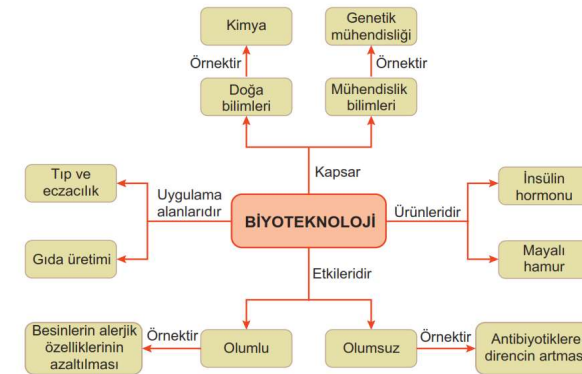 Kimya
Genetik
mühendisliği
Örnektir
Örnektir
Doğa
bilimleri
Mühendislik
bilimleri
Kapsar
Tıp ve
eczacılık
Uygulama
alanlarıdır
BİYOTEKNOLOJİ
Ürünleridir
İnsülin
hormonu
Gıda üretimi
Mayalı
hamur
Etkileridir
Besinlerin alerjik
özelliklerinin
azaltılması
Örnektir
Olumlu
Olumsuz
Örnektir
Antibiyotiklere
direncin artmas